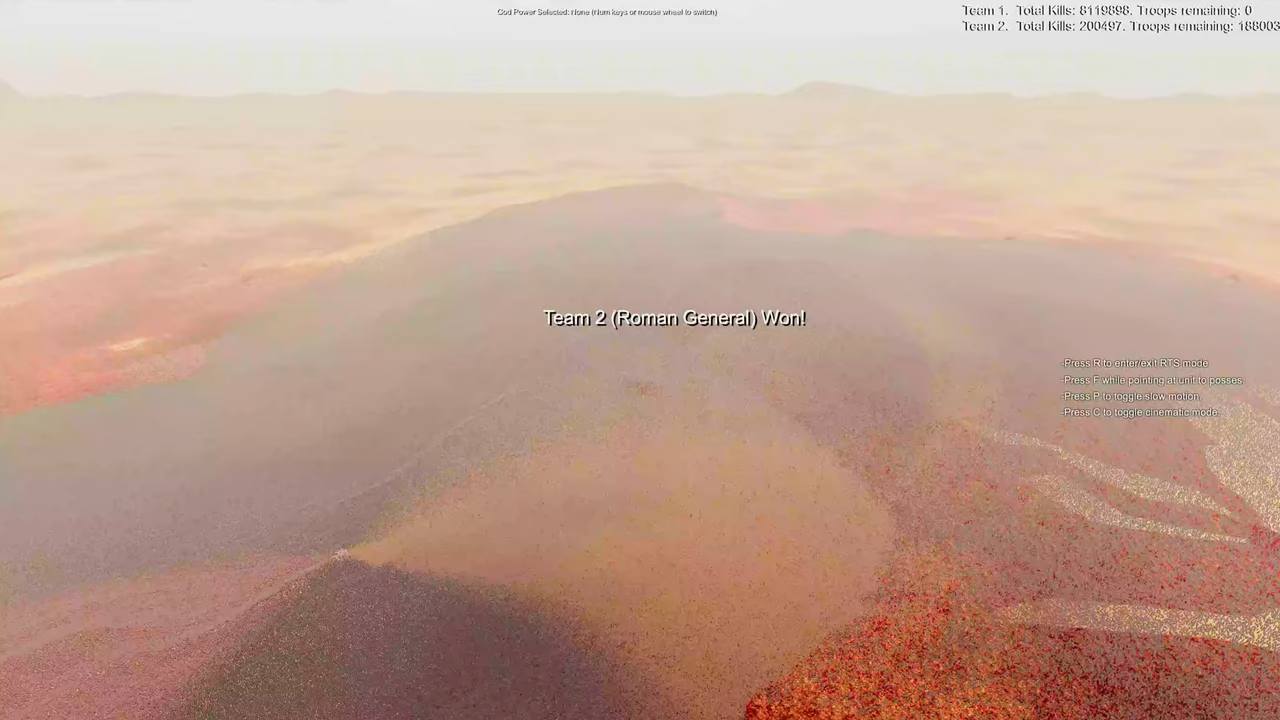 God Power Selected: None (Num keys or mouse wheel to switch)
Team 1. Total Kills: 8119898. Troops remaining: 0
Team 2. Total Kills: 200497. Troops remaining: 188003
Team 2 (Roman General) Won!
-Press R to enter/exit RTS mode
-Press F while pointing at unit to posses.
-Press P to toggle slow motion.
-Press C to toggle cinematic mode.